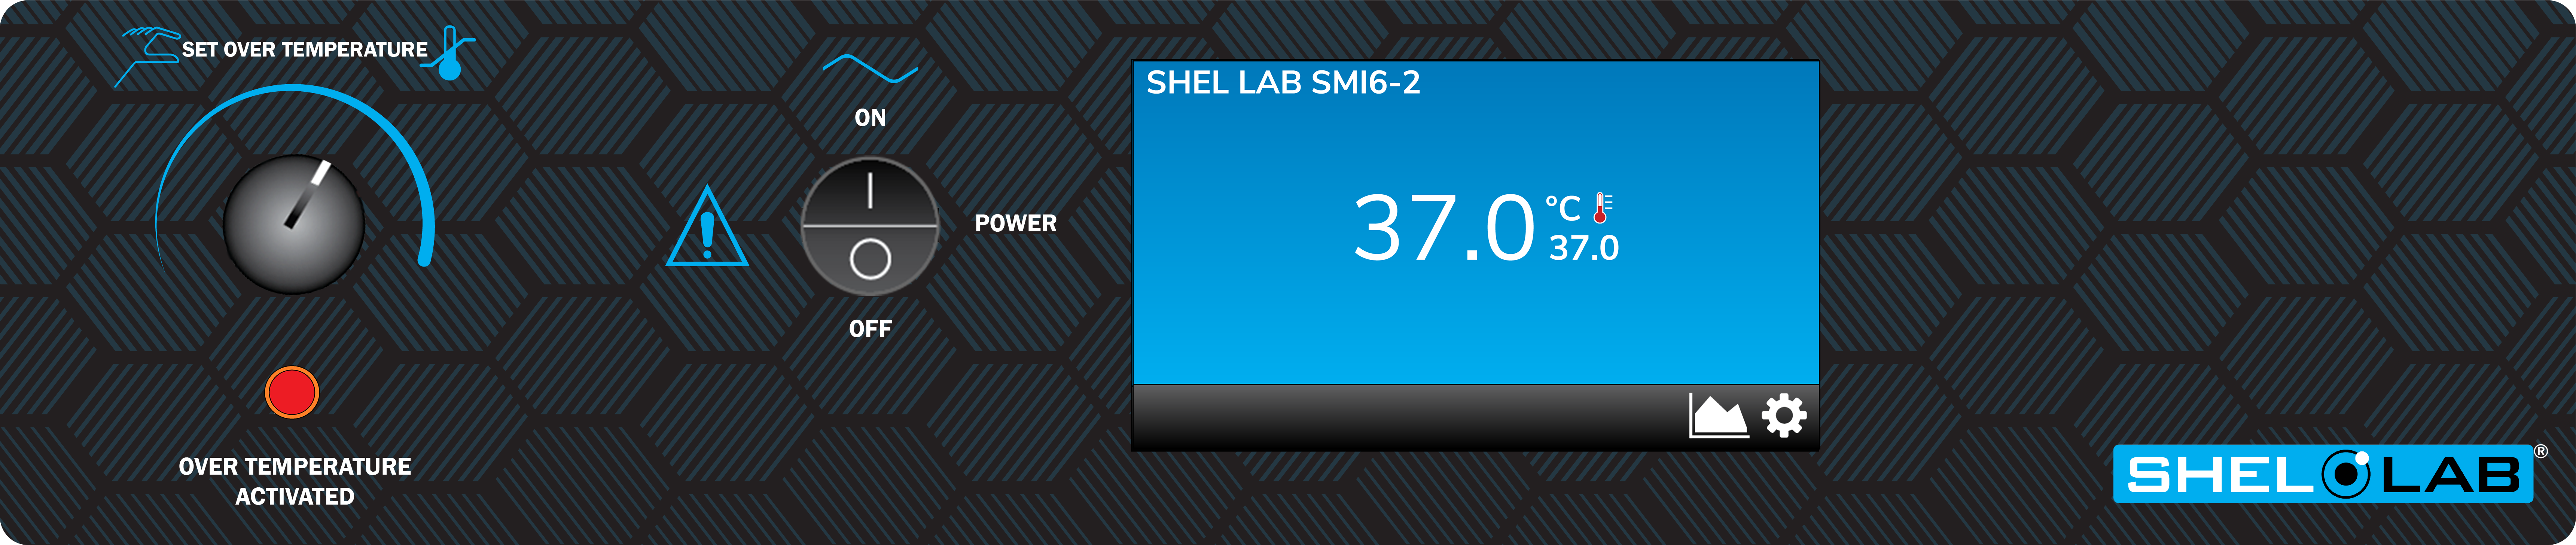 SET OVER TEMPERATURE
OVER TEMPERATURE
ACTIVATED
ON
POWER
OFF
SHEL LAB SMI6-2
37.0 °C
37.0
SHEL LAB®